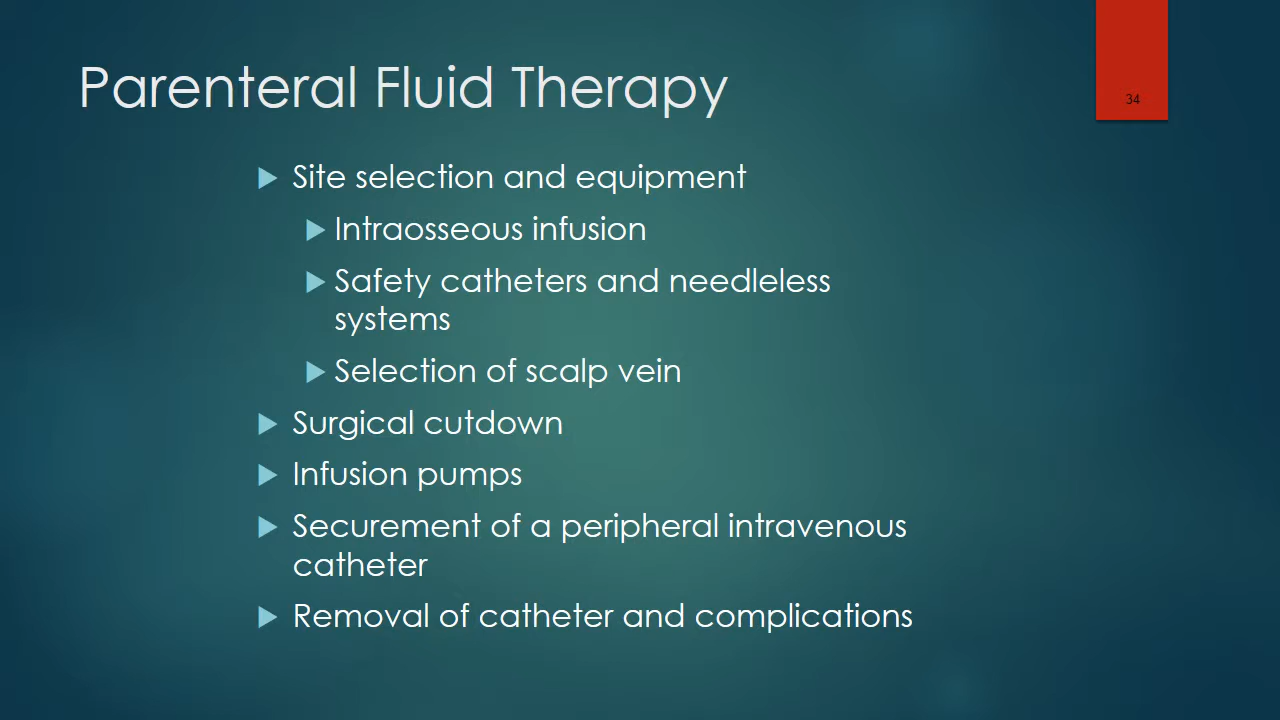 Parenteral Fluid Therapy
34
Site selection and equipment
Intraosseous infusion
Safety catheters and needleless
systems
Selection of scalp vein
Surgical cutdown
Infusion pumps
Securement of a peripheral intravenous
catheter
Removal of catheter and complications